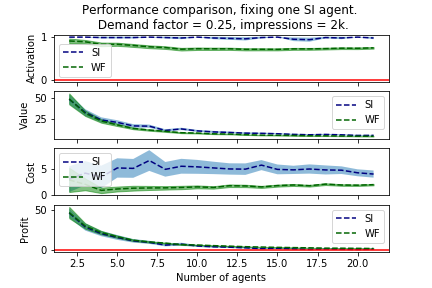 Performance comparison, fixing one SI agent.
Demand factor = 0.25, impressions = 2k.
Activation
1
0
SI
WF
Value
50
25
SI
WF
Cost
5
0
SI
WF
Profit
50
0
SI
WF
2.5 5.0 7.5 10.0 12.5 15.0 17.5 20.0
Number of agents